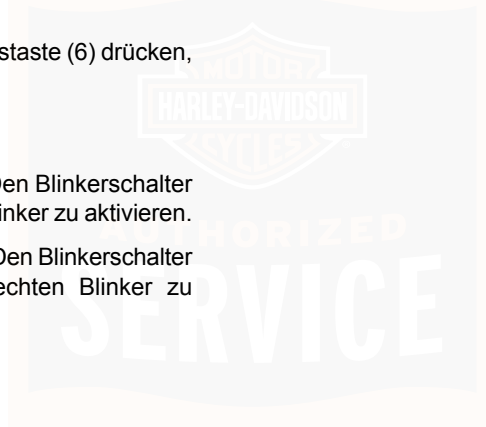 staste (6) drücken,
MOTOR
HARLEY-DAVIDSON
CYCLES
Den Blinkerschalter
inker zu aktivieren.
AUTHORIZED
Den Blinkerschalter
echten Blinker zu
SERVICE